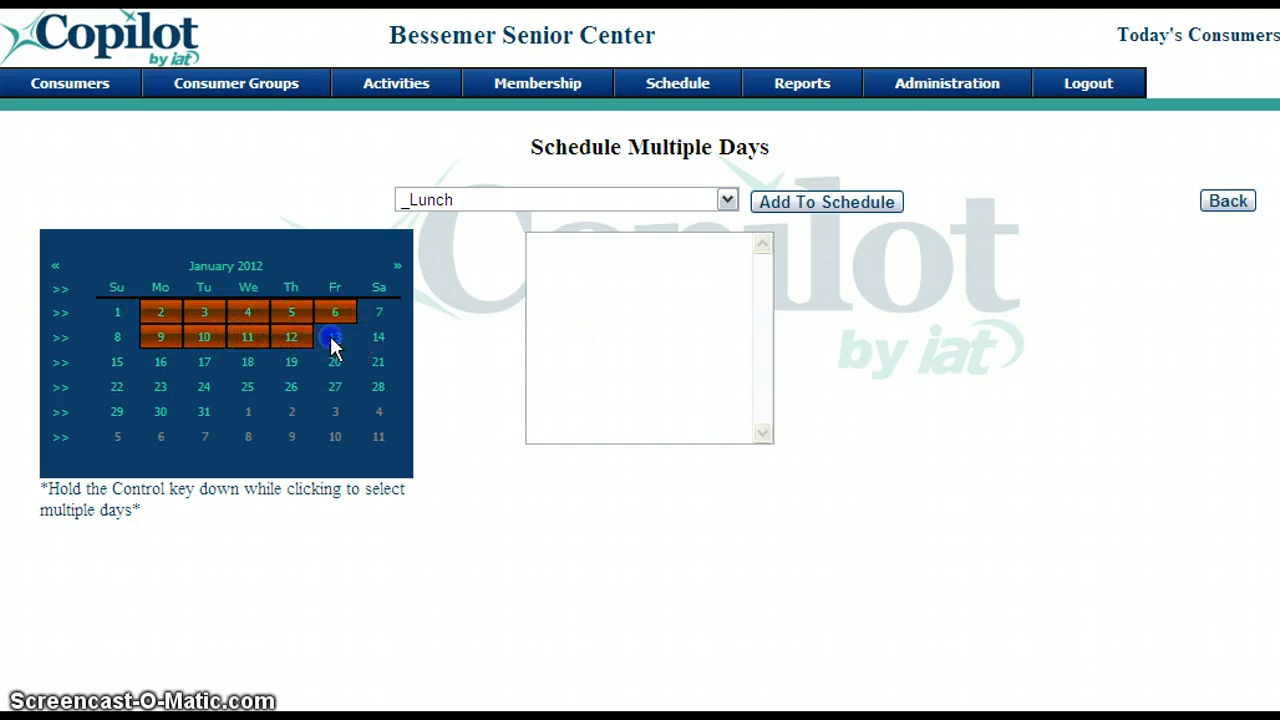 Copilot
by iat
Bessemer Senior Center
Today's Consumers
Consumers Consumer Groups Activities Membership Schedule Reports Administration Logout
Schedule Multiple Days
_Lunch Add To Schedule Back
Copilot
by iat
« January 2012 »
>> Su Mo Tu We Th Fr Sa
>> 1 2 3 4 5 6 7
>> 8 9 10 11 12 14
>> 15 16 17 18 19 20 21
>> 22 23 24 25 26 27 28
>> 29 30 31 1 2 3 4
>> 5 6 7 8 9 10 11
*Hold the Control key down while clicking to select
multiple days*
Screencast-O-Matic.com